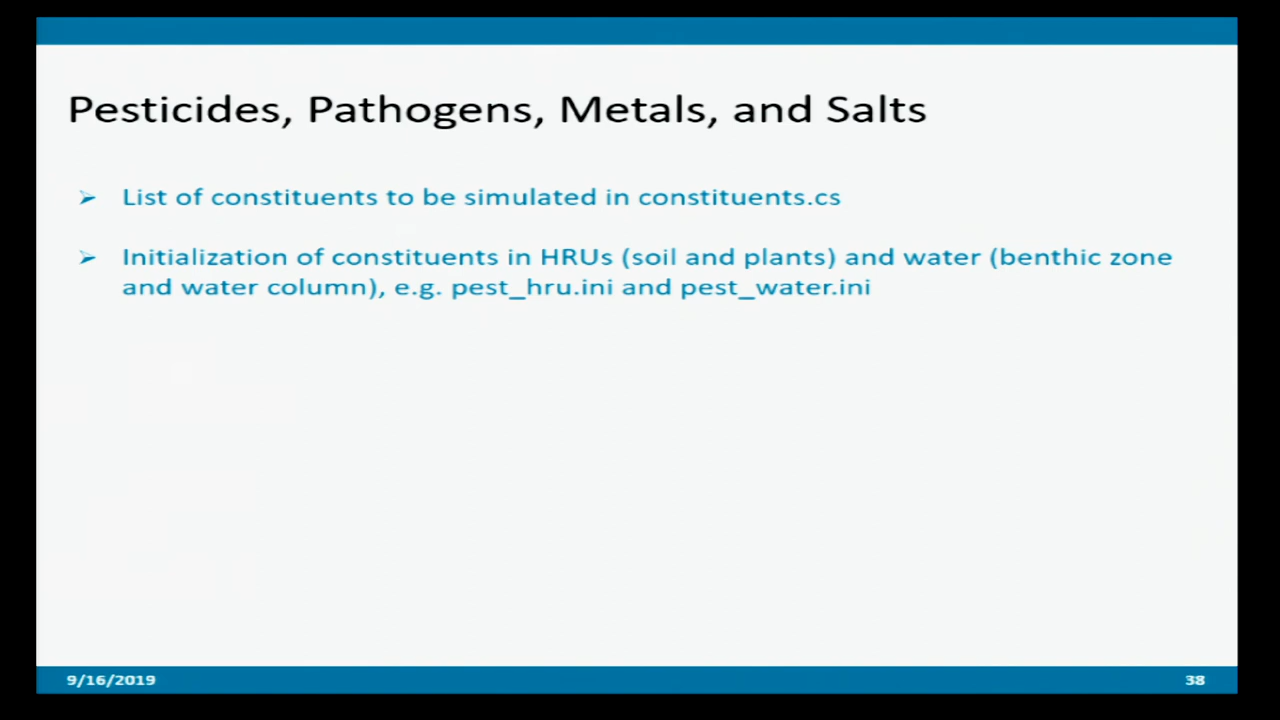 Pesticides, Pathogens, Metals, and Salts
➢ List of constituents to be simulated in constituents.cs
➢ Initialization of constituents in HRUs (soil and plants) and water (benthic zone
and water column), e.g. pest_hru.ini and pest_water.ini
9/16/2019
38